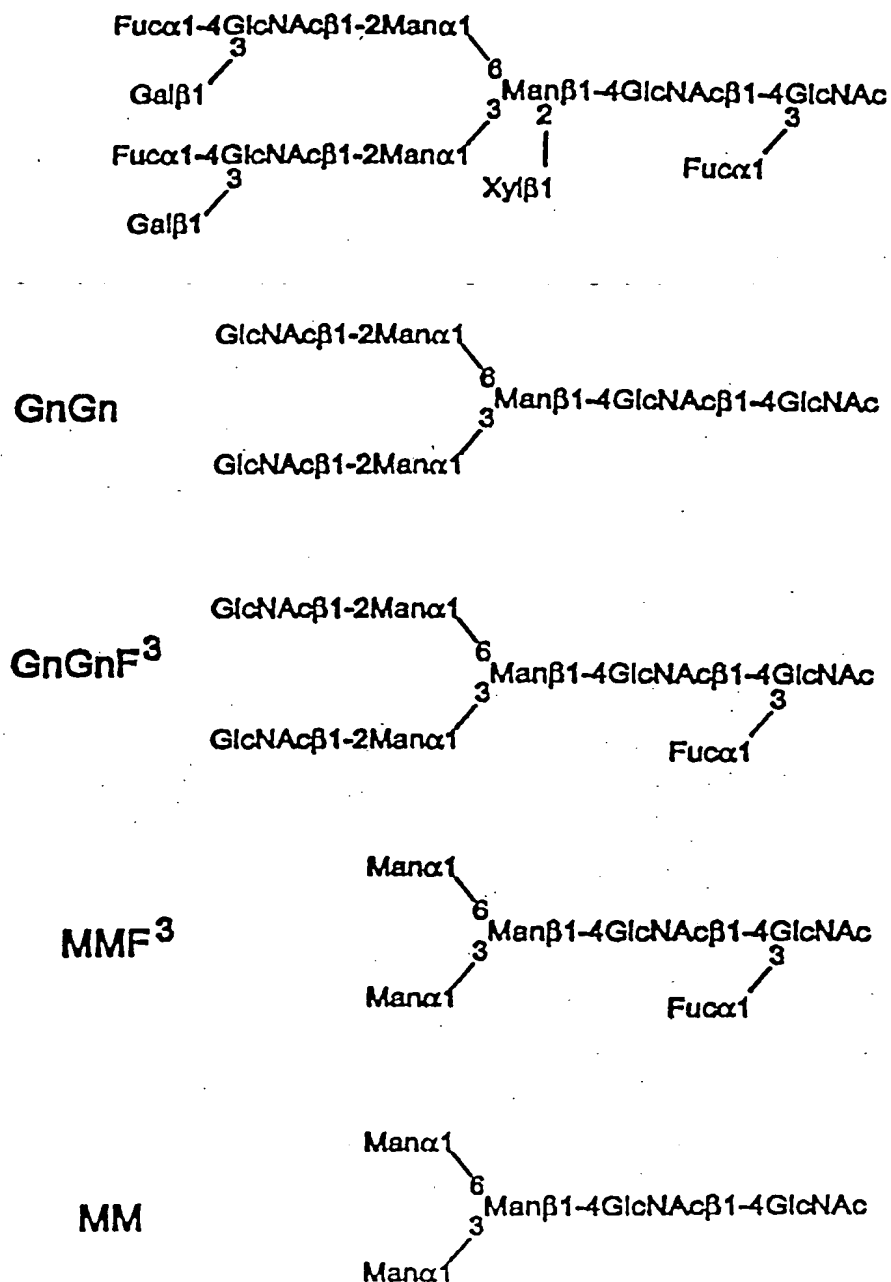 Fucα1-4GlcNAcβ1-2Manα1
3
6
Galβ1
Manβ1-4GlcNAcβ1-4GlcNAc
3
2
3
Fucα1-4GlcNAcβ1-2Manα1
Fucα1
3
Xylβ1
Galβ1
GlcNAcβ1-2Manα1
6
GnGn
Manβ1-4GlcNAcβ1-4GlcNAc
3
GlcNAcβ1-2Manα1
GlcNAcβ1-2Manα1
6
GnGnF³
Manβ1-4GlcNAcβ1-4GlcNAc
3
3
GlcNAcβ1-2Manα1
Fucα1
Manα1
6
MMF³
Manβ1-4GlcNAcβ1-4GlcNAc
3
3
Manα1
Fucα1
Manα1
6
MM
Manβ1-4GlcNAcβ1-4GlcNAc
3
Manα1